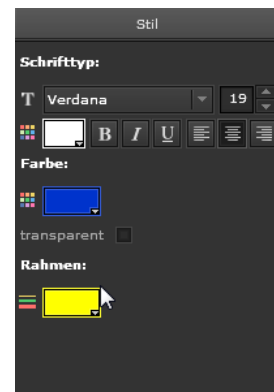 Stil
Schrifttyp:
T Verdana 19
B I U
Farbe:
transparent
Rahmen: